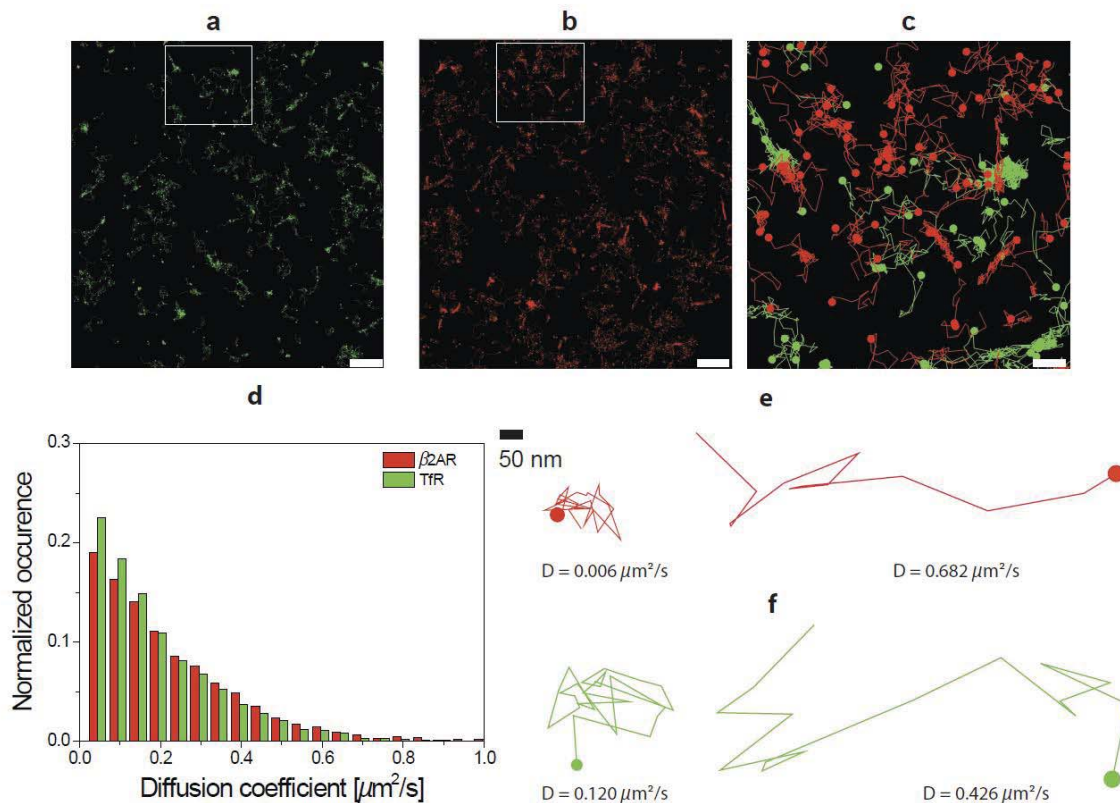 a
b
c
d
0.3
0.2
0.1
0.0
Normalized occurence
β2AR
TfR
0.0
0.2
0.4
0.6
0.8
1.0
Diffusion coefficient [μm²/s]
e
50 nm
D = 0.006 μm²/s
D = 0.682 μm²/s
f
D = 0.120 μm²/s
D = 0.426 μm²/s